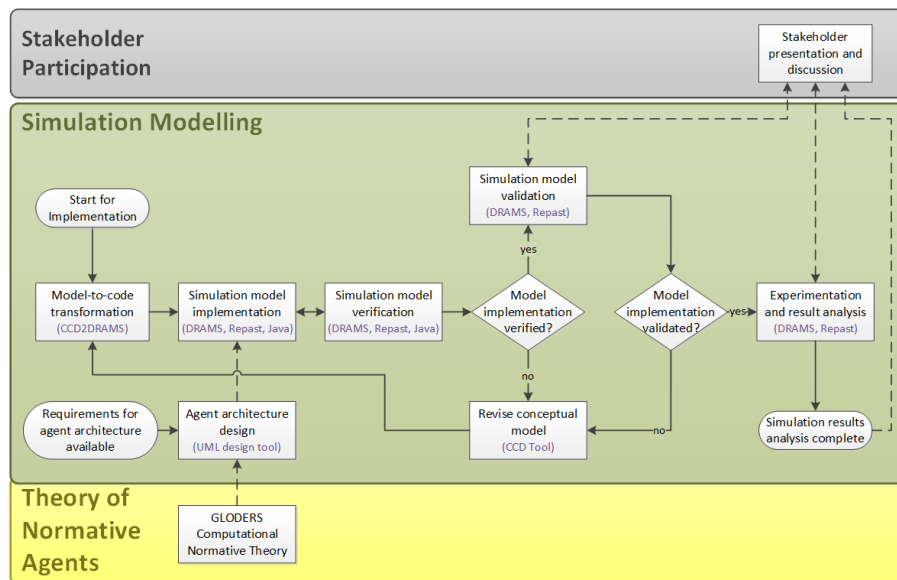 Stakeholder
Participation
Stakeholder
presentation and
discussion
Simulation Modelling
Start for
Implementation
Simulation model
validation
(DRAMS, Repast)
yes
Model-to-code
transformation
(CCD2DRAMS)
Simulation model
implementation
(DRAMS, Repast, Java)
Simulation model
verification
(DRAMS, Repast, Java)
Model
implementation
verified?
Model
implementation
validated?
yes
Experimentation
and result analysis
(DRAMS, Repast)
no
Requirements for
agent architecture
available
Agent architecture
design
(UML design tool)
Revise conceptual
model
(CCD Tool)
no
Simulation results
analysis complete
Theory of
Normative
Agents
GLODERS
Computational
Normative Theory